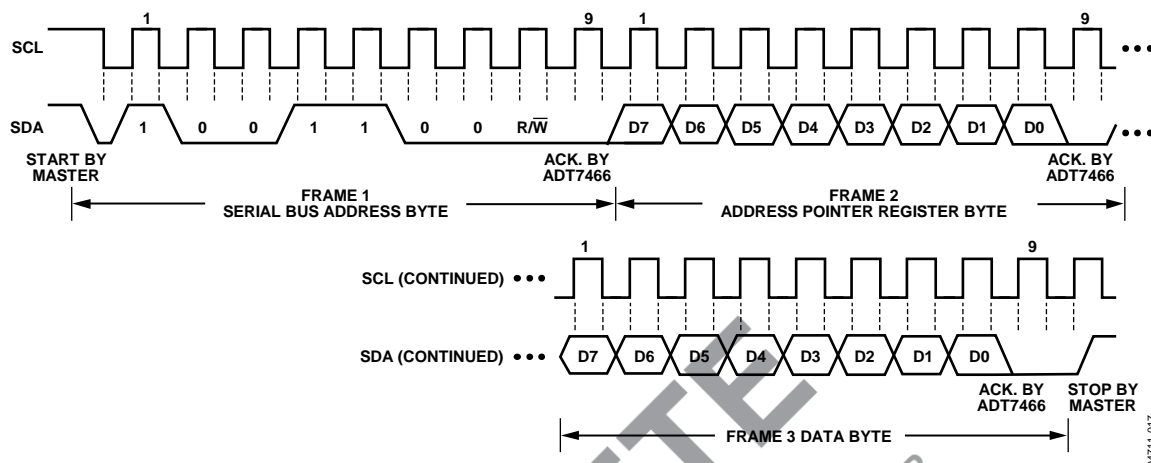 1 9 1 9
SCL
SDA 1 0 0 1 1 0 0 R/W̅ D7 D6 D5 D4 D3 D2 D1 D0
START BY
MASTER
ACK. BY
ADT7466
ACK. BY
ADT7466
FRAME 1
SERIAL BUS ADDRESS BYTE
FRAME 2
ADDRESS POINTER REGISTER BYTE
1 9
SCL (CONTINUED)
SDA (CONTINUED) D7 D6 D5 D4 D3 D2 D1 D0
ACK. BY
ADT7466
STOP BY
MASTER
FRAME 3 DATA BYTE